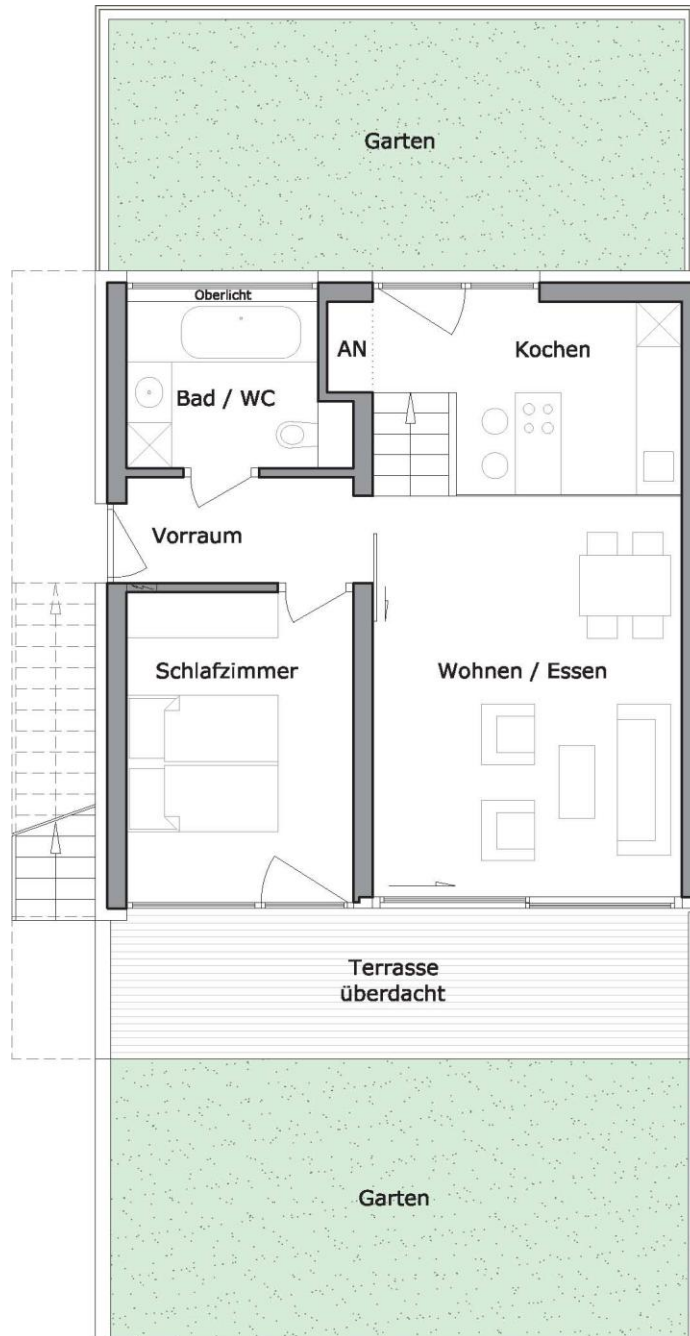 Garten
Oberlicht
AN
Kochen
Bad / WC
Vorraum
Schlafzimmer
Wohnen / Essen
Terrasse
überdacht
Garten